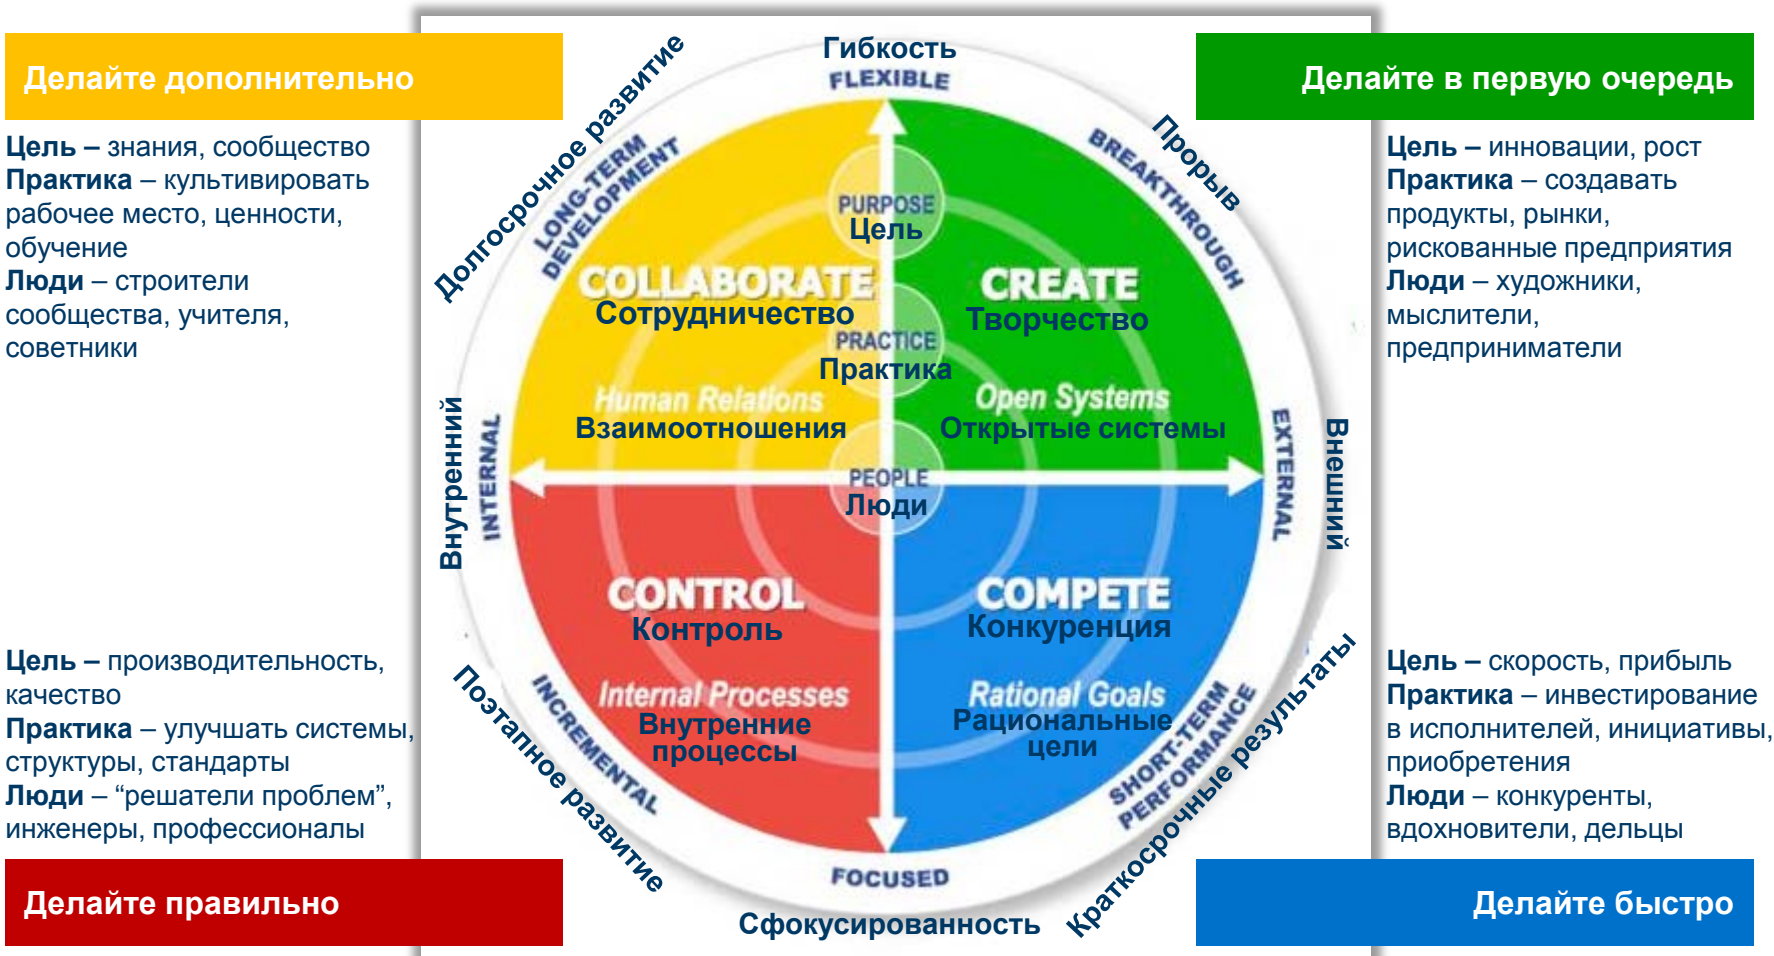 Делайте дополнительно
Цель – знания, сообщество
Практика – культивировать
рабочее место, ценности,
обучение
Люди – строители
сообщества, учителя,
советники
Делайте в первую очередь
Цель – инновации, рост
Практика – создавать
продукты, рынки,
рискованные предприятия
Люди – художники,
мыслители,
предприниматели
Гибкость
FLEXIBLE
Долгосрочное развитие
LONG-TERM
DEVELOPMENT
Прорыв
BREAKTHROUGH
PURPOSE
Цель
COLLABORATE
Сотрудничество
CREATE
Творчество
PRACTICE
Практика
Human Relations
Взаимоотношения
Open Systems
Открытые системы
Внутренний
INTERNAL
EXTERNAL
Внешний
PEOPLE
Люди
CONTROL
Контроль
COMPETE
Конкуренция
Internal Processes
Внутренние
процессы
Rational Goals
Рациональные
цели
Поэтапное развитие
INCREMENTAL
SHORT-TERM
PERFORMANCE
Краткосрочные результаты
FOCUSED
Сфокусированность
Цель – производительность,
качество
Практика – улучшать системы,
структуры, стандарты
Люди – “решатели проблем”,
инженеры, профессионалы
Делайте правильно
Цель – скорость, прибыль
Практика – инвестирование
в исполнителей, инициативы,
приобретения
Люди – конкуренты,
вдохновители, дельцы
Делайте быстро